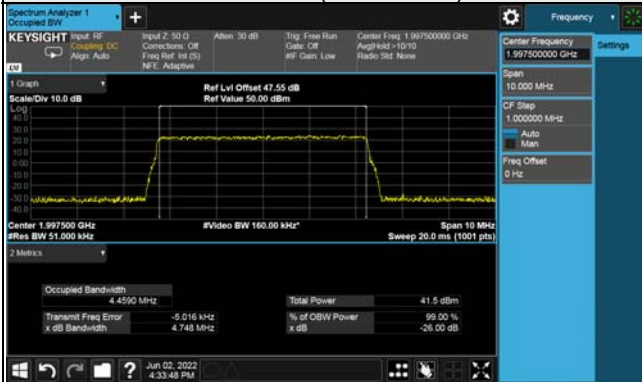 Spectrum Analyzer 1
Occupied BW
+
Frequency
KEYSIGHT
Input: RF
Coupling: DC
Align: Auto
Input Z: 50 Ω
Corrections: Off
Freq Ref: Int (S)
NFE: Adaptive
Atten: 30 dB
Trig: Free Run
Gate: Off
#IF Gain: Low
Center Freq: 1.997500000 GHz
Avg|Hold:>10/10
Radio Std: None
Center Frequency
1.997500000 GHz
Settings
Span
10.000 MHz
CF Step
1.000000 MHz
Auto
Man
Freq Offset
0 Hz
1 Graph
Scale/Div 10.0 dB
Ref Lvl Offset 47.55 dB
Ref Value 50.00 dBm
Log
40.0
30.0
20.0
10.0
0.00
-10.0
-20.0
-30.0
-40.0
Center 1.997500 GHz
#Res BW 51.000 kHz
#Video BW 160.00 kHz*
Span 10 MHz
Sweep 20.0 ms (1001 pts)
2 Metrics
Occupied Bandwidth
4.4590 MHz
Total Power 41.5 dBm
Transmit Freq Error -5.016 kHz
% of OBW Power 99.00 %
x dB Bandwidth 4.748 MHz
x dB -26.00 dB
?
Jun 02, 2022
4:33:48 PM